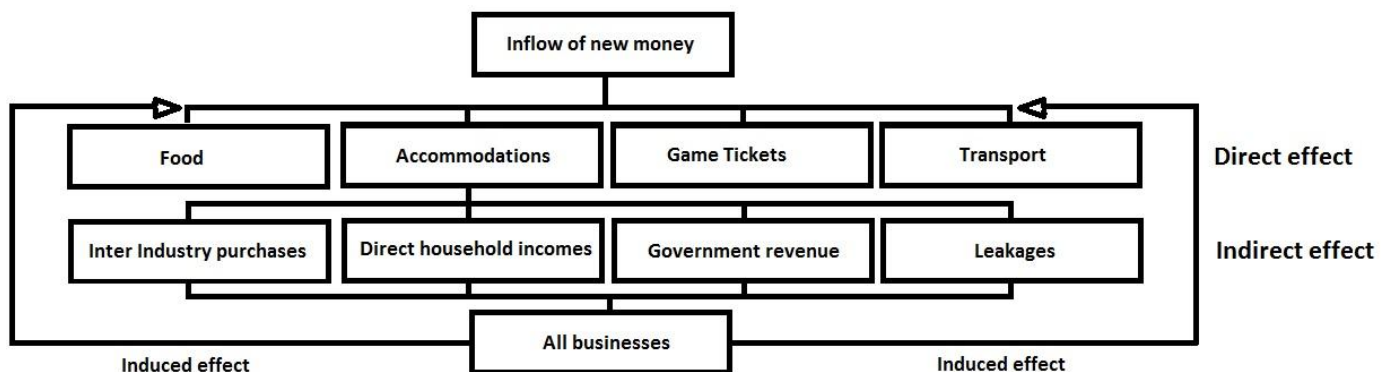 Inflow of new money
Food
Accommodations
Game Tickets
Transport
Direct effect
Inter Industry purchases
Direct household incomes
Government revenue
Leakages
Indirect effect
All businesses
Induced effect
Induced effect